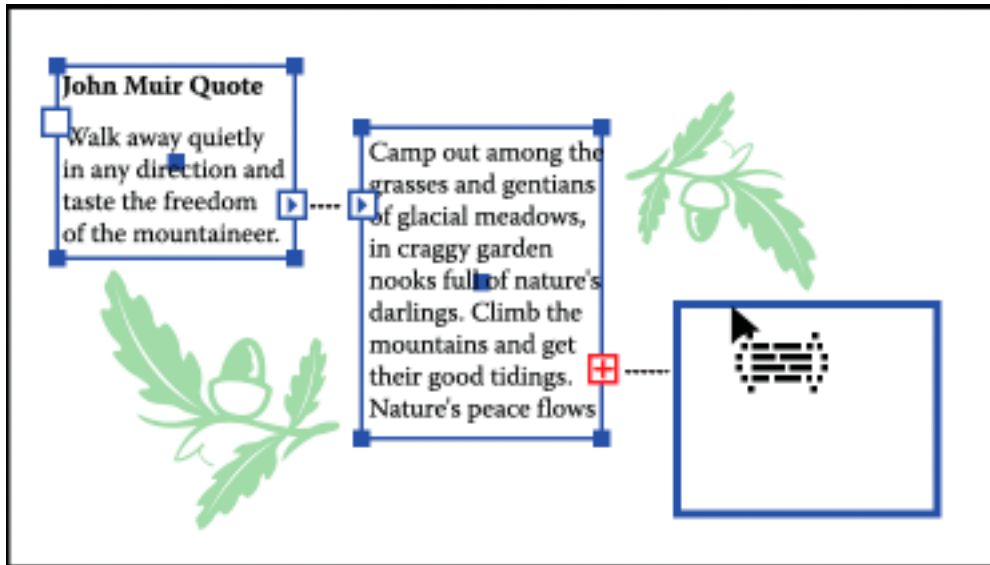 John Muir Quote
Walk away quietly
in any direction and
taste the freedom
of the mountaineer.
Camp out among the
grasses and gentians
of glacial meadows,
in craggy garden
nooks full of nature's
darlings. Climb the
mountains and get
their good tidings.
Nature's peace flows